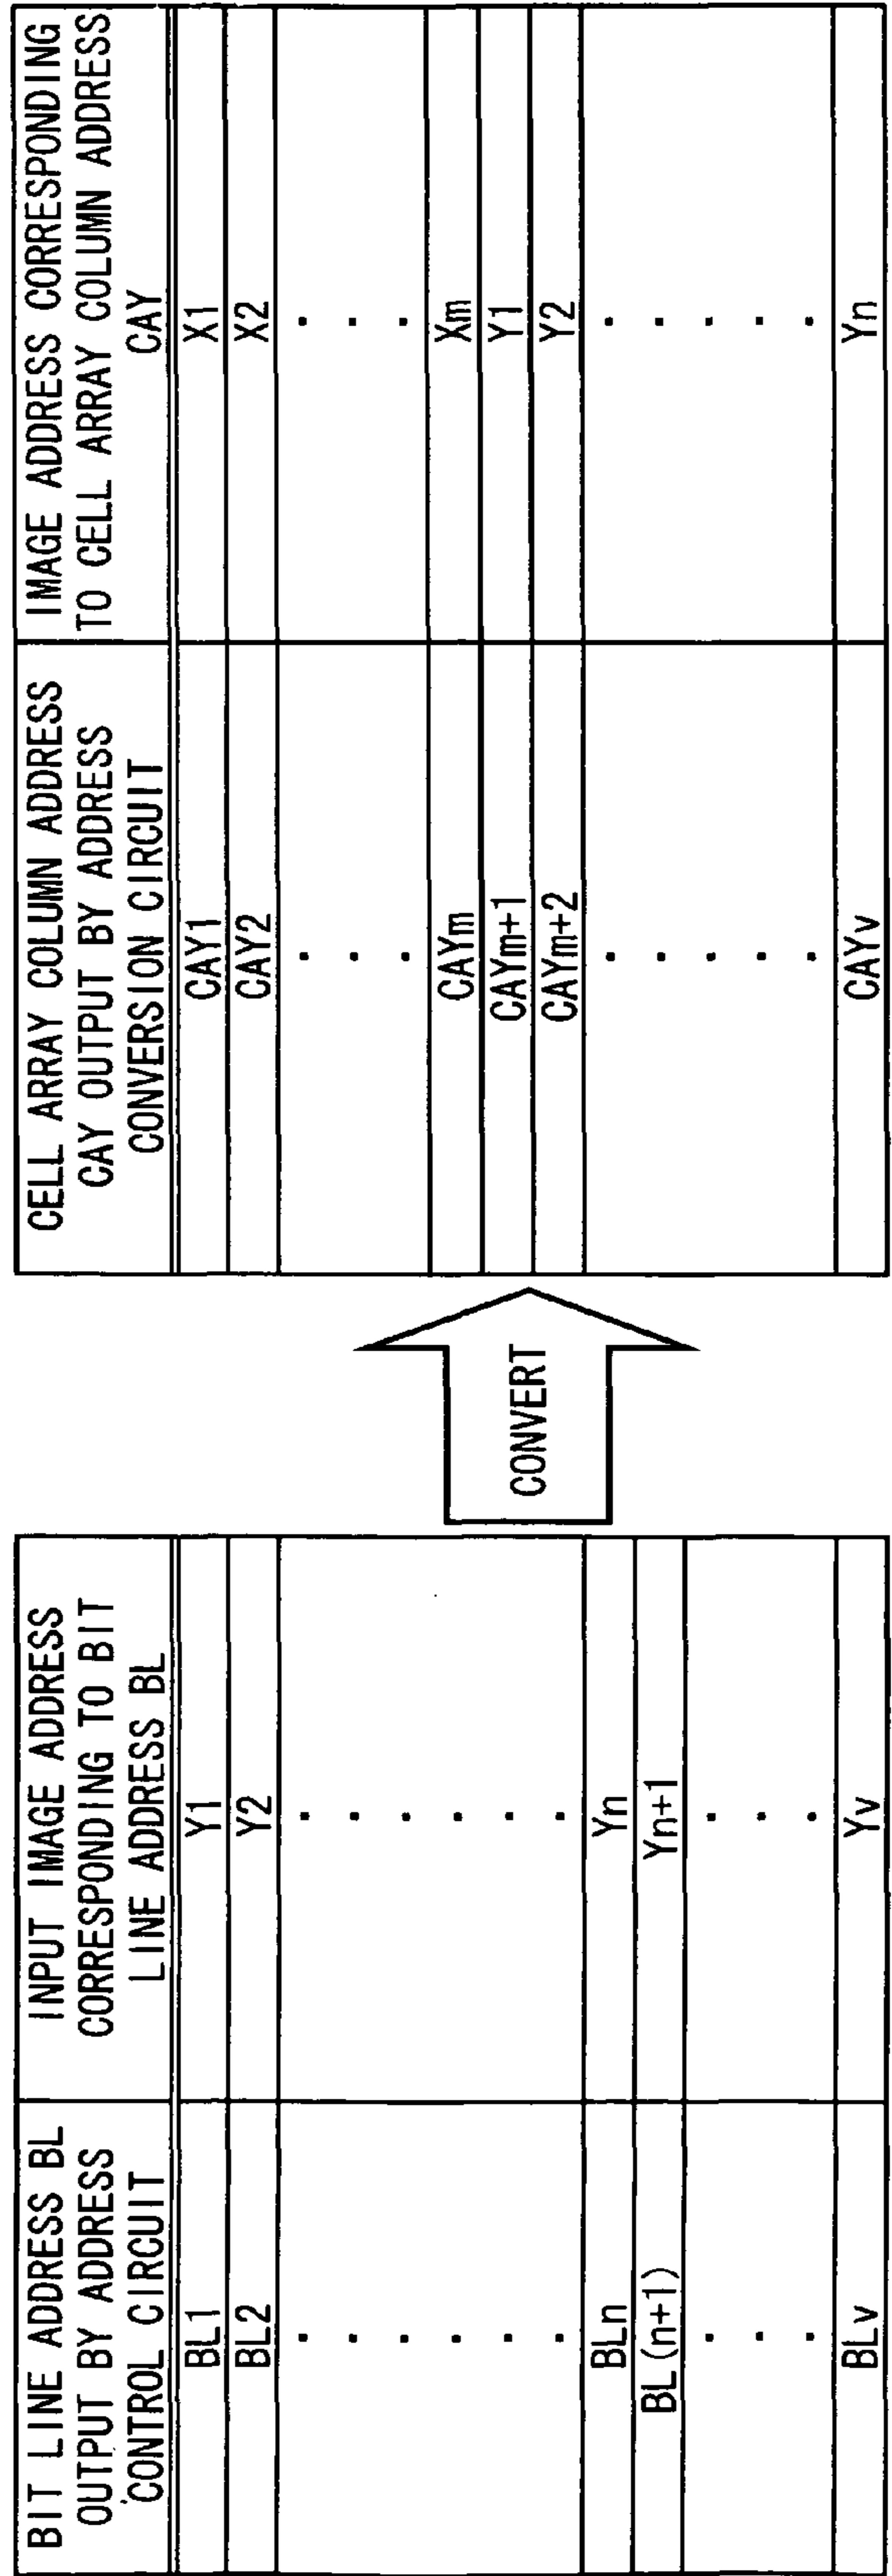 BIT LINE ADDRESS BL
OUTPUT BY ADDRESS
CONTROL CIRCUIT
INPUT IMAGE ADDRESS
CORRESPONDING TO BIT
LINE ADDRESS BL
BL1 Y1
BL2 Y2
. .
. .
. .
. .
. .
. .
BLn Yn
BL(n+1) Yn+1
. .
. .
. .
BLv Yv
CONVERT
CELL ARRAY COLUMN ADDRESS
CAY OUTPUT BY ADDRESS
CONVERSION CIRCUIT
IMAGE ADDRESS CORRESPONDING
TO CELL ARRAY COLUMN ADDRESS
CAY
CAY1 X1
CAY2 X2
. .
. .
. .
CAYm Xm
CAYm+1 Y1
CAYm+2 Y2
. .
. .
. .
. .
. .
CAYv Yn